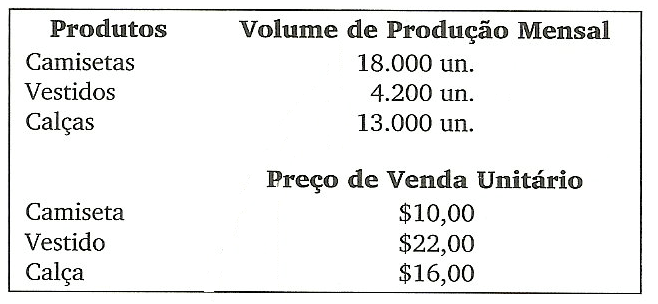 Produtos Volume de Produção Mensal
Camisetas 18.000 un.
Vestidos 4.200 un.
Calças 13.000 un.
Preço de Venda Unitário
Camiseta $10,00
Vestido $22,00
Calça $16,00